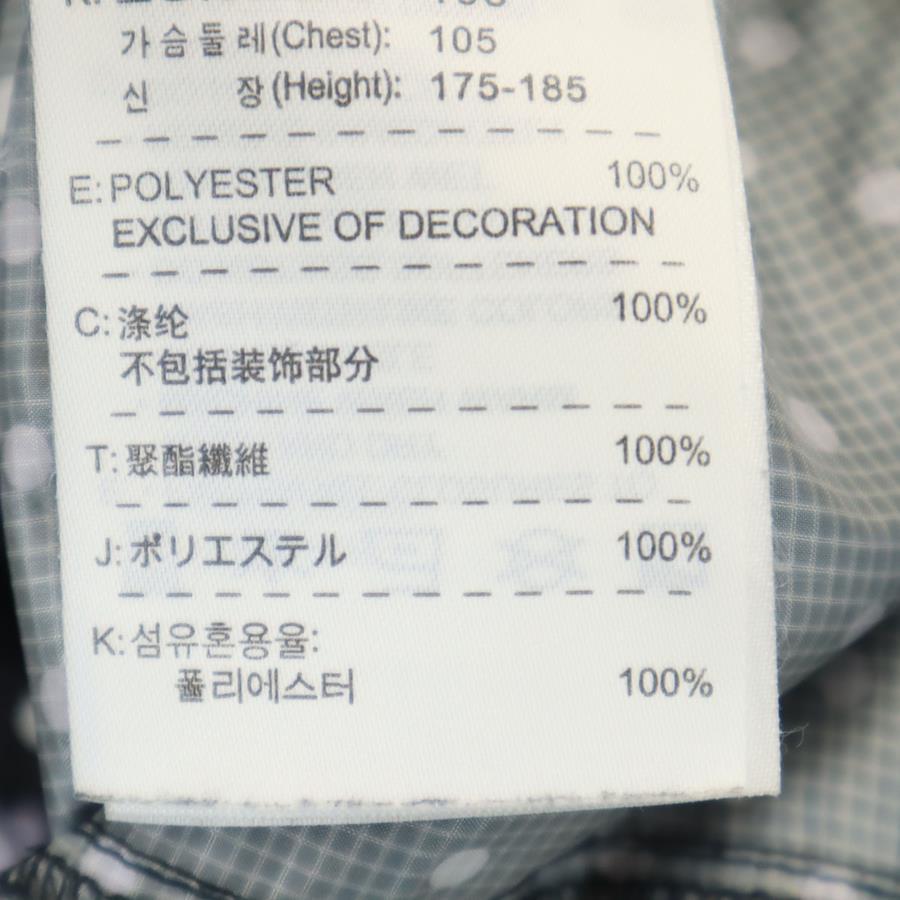 가슴둘레(Chest): 105
신 장(Height): 175-185
E: POLYESTER 100%
EXCLUSIVE OF DECORATION
C: 涤纶 100%
不包括装饰部分
T: 聚酯纖維 100%
J: ポリエステル 100%
K: 섬유혼용율:
폴리에스터 100%